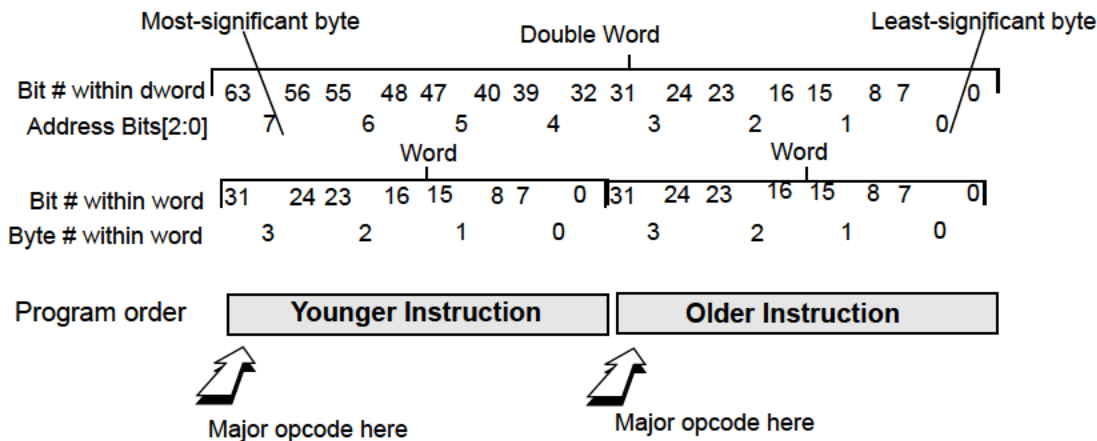 Most-significant byte Least-significant byte
Double Word
Bit # within dword 63 56 55 48 47 40 39 32 31 24 23 16 15 8 7 0
Address Bits[2:0] 7 6 5 4 3 2 1 0
Word Word
Bit # within word 31 24 23 16 15 8 7 0 31 24 23 16 15 8 7 0
Byte # within word 3 2 1 0 3 2 1 0
Program order Younger Instruction Older Instruction
Major opcode here Major opcode here